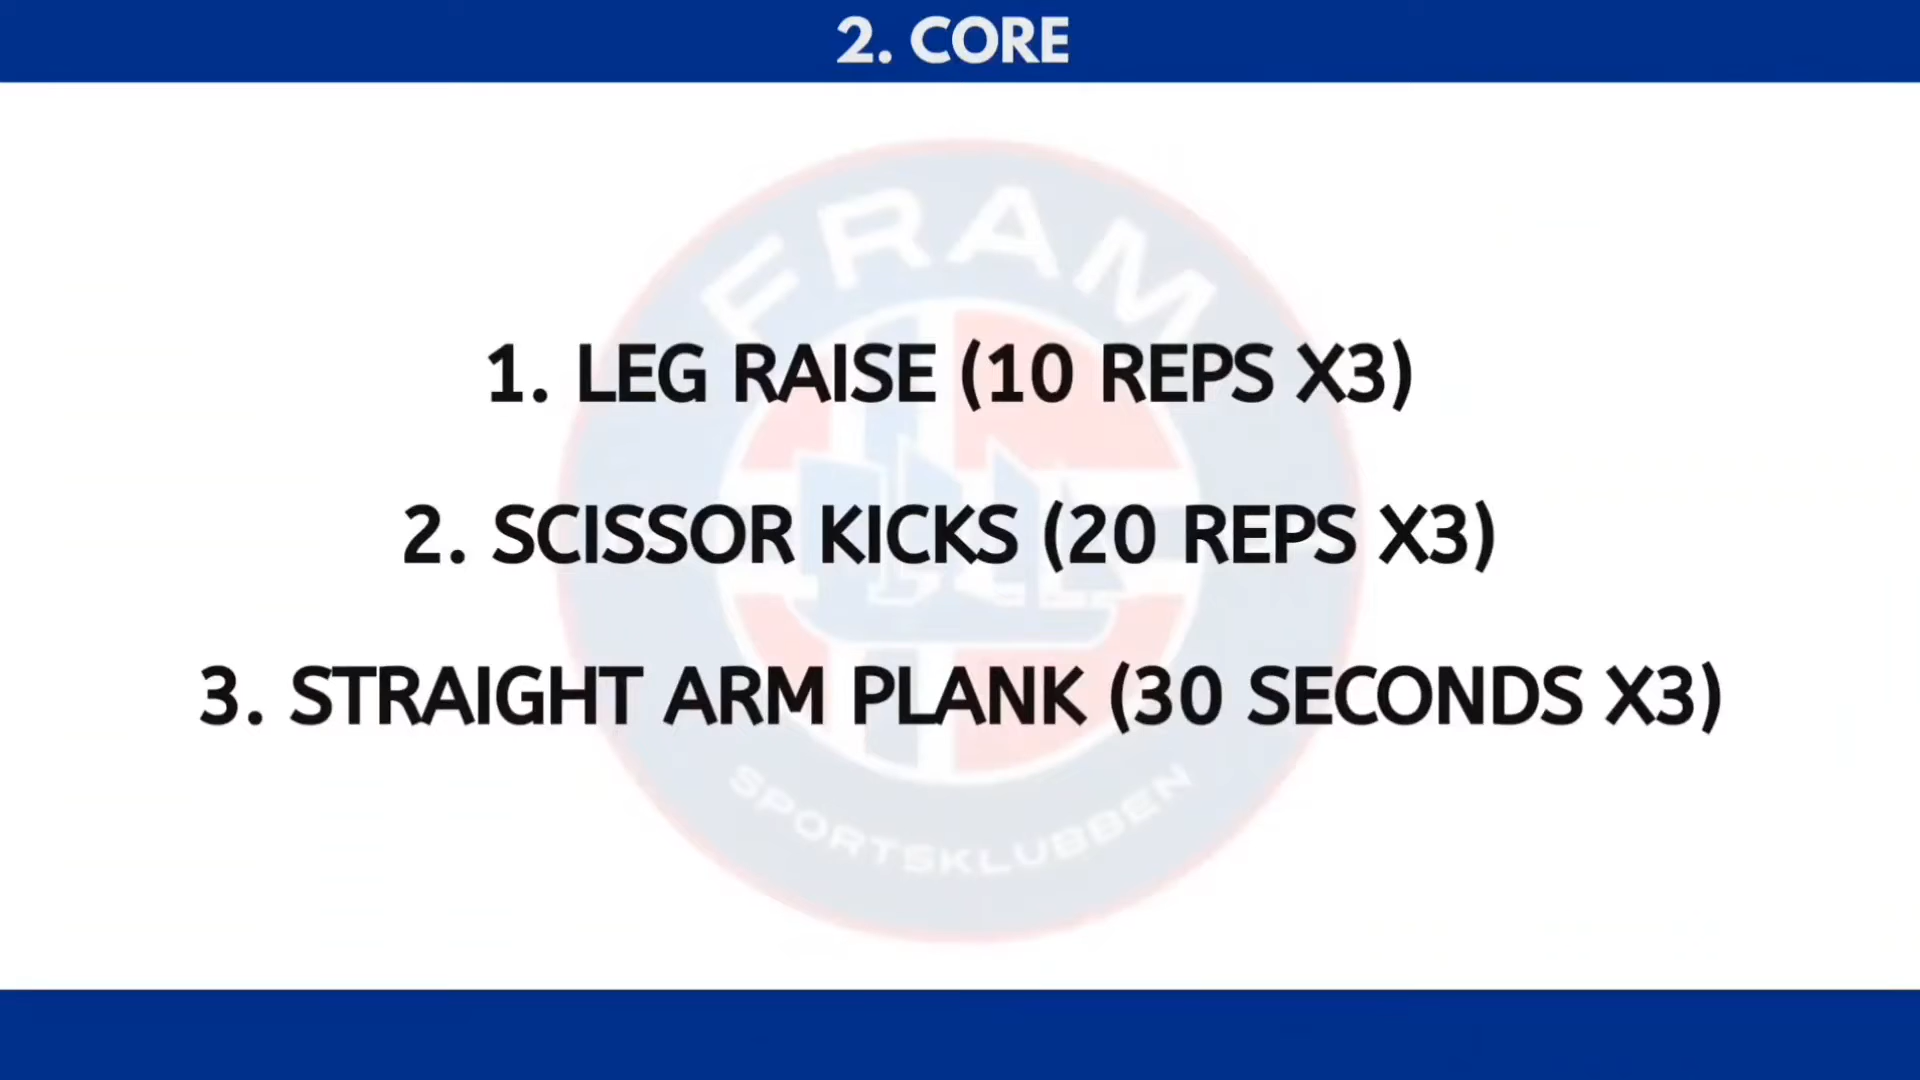 2. CORE
FRAM
1. LEG RAISE (10 REPS X3)
2. SCISSOR KICKS (20 REPS X3)
3. STRAIGHT ARM PLANK (30 SECONDS X3)
SPORTSKLUBBEN